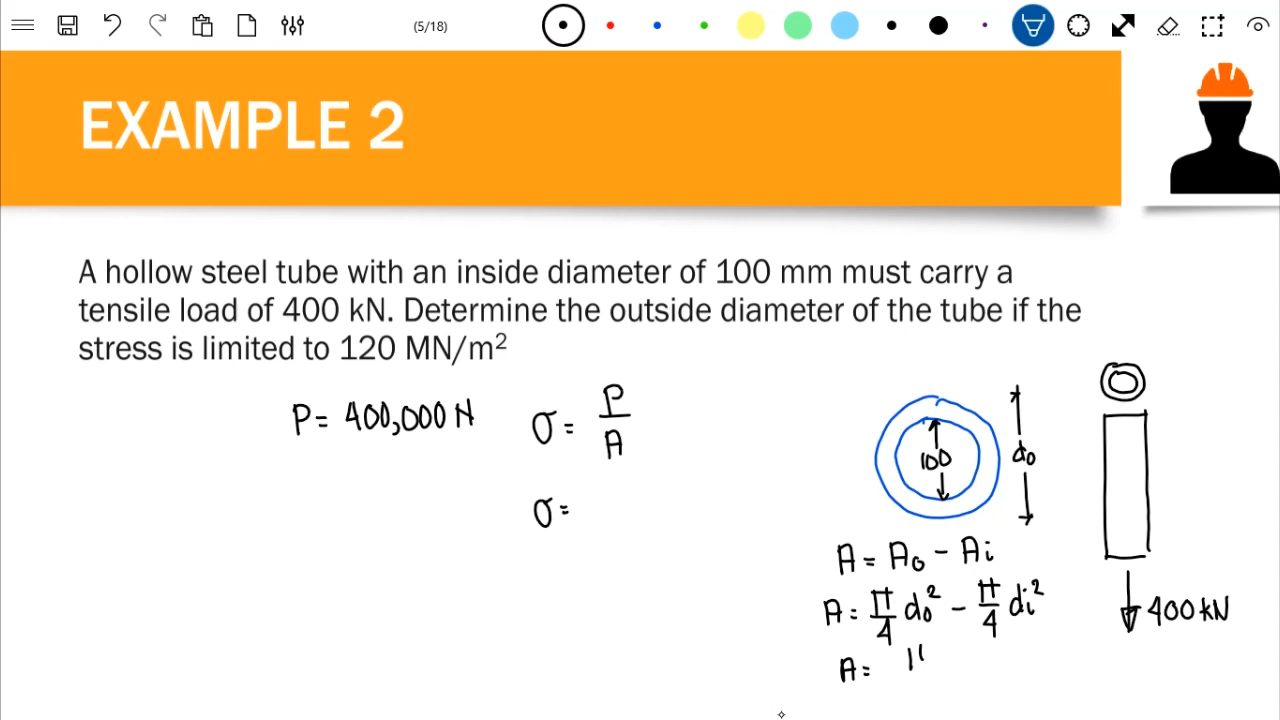 (5/18)
EXAMPLE 2
A hollow steel tube with an inside diameter of 100 mm must carry a
tensile load of 400 kN. Determine the outside diameter of the tube if the
stress is limited to 120 MN/m²
P = 400,000 N
σ = P/A
σ =
100
do
A = Ao - Ai
A = π/4 do² - π/4 di²
400 kN
A =